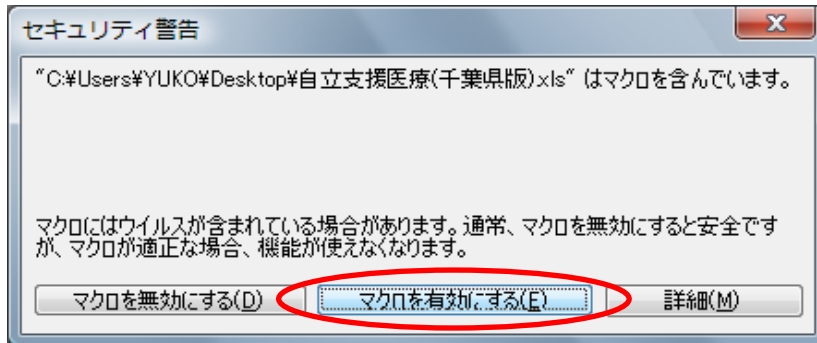 セキュリティ警告
"C:¥Users¥YUKO¥Desktop¥自立支援医療(千葉県版).xls" はマクロを含んでいます。
マクロにはウイルスが含まれている場合があります。通常、マクロを無効にすると安全です
が、マクロが適正な場合、機能が使えなくなります。
マクロを無効にする(D) マクロを有効にする(E) 詳細(M)